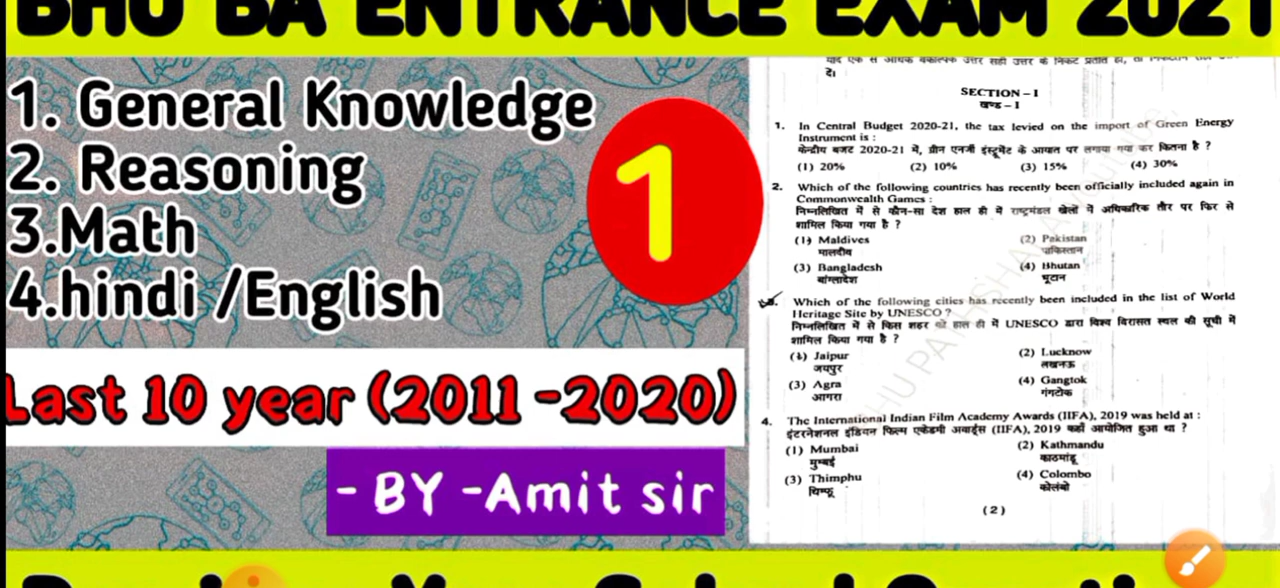 BHU BA ENTRANCE EXAM 2021
1. General Knowledge
2. Reasoning
3.Math
4.hindi /English
1
Last 10 year (2011 -2020)
- BY -Amit sir
दें।
SECTION – I
खण्ड – I
1. In Central Budget 2020-21, the tax levied on the import of Green Energy
Instrument is :
केन्द्रीय बजट 2020-21 में, ग्रीन एनर्जी इंस्ट्रूमेंट के आयात पर लगाया गया कर कितना है ?
(1) 20% (2) 10% (3) 15% (4) 30%
2. Which of the following countries has recently been officially included again in
Commonwealth Games :
निम्नलिखित में से कौन-सा देश हाल ही में राष्ट्रमंडल खेलों में अधिकारिक तौर पर फिर से
शामिल किया गया है ?
(1) Maldives (2) Pakistan
मालदीव पाकिस्तान
(3) Bangladesh (4) Bhutan
बांग्लादेश भूटान
Which of the following cities has recently been included in the list of World
Heritage Site by UNESCO ?
निम्नलिखित में से किस शहर को हाल ही में UNESCO द्वारा विश्व विरासत स्थल की सूची में
शामिल किया गया है ?
(1) Jaipur (2) Lucknow
जयपुर लखनऊ
(3) Agra (4) Gangtok
आगरा गंगटोक
4. The International Indian Film Academy Awards (IIFA), 2019 was held at :
इंटरनेशनल इंडियन फिल्म एकेडमी अवार्ड्स (IIFA), 2019 कहाँ आयोजित हुआ था ?
(1) Mumbai (2) Kathmandu
मुम्बई काठमांडू
(3) Thimphu (4) Colombo
थिम्फू कोलंबो
(2)